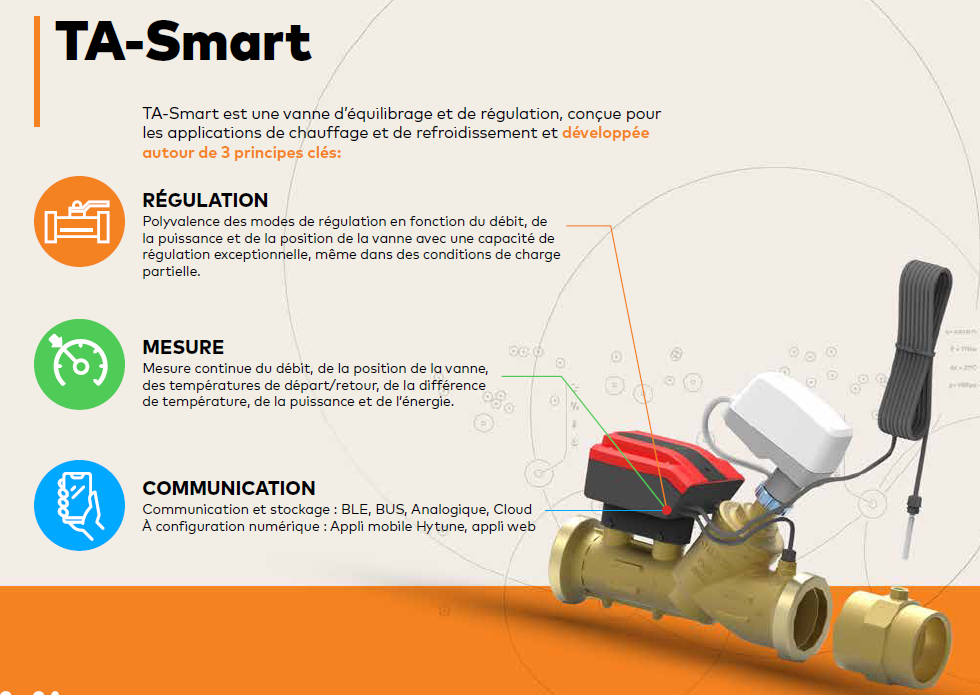 TA-Smart
TA-Smart est une vanne d'équilibrage et de régulation, conçue pour
les applications de chauffage et de refroidissement et développée
autour de 3 principes clés:
RÉGULATION
Polyvalence des modes de régulation en fonction du débit, de
la puissance et de la position de la vanne avec une capacité de
régulation exceptionnelle, même dans des conditions de charge
partielle.
MESURE
Mesure continue du débit, de la position de la vanne,
des températures de départ/retour, de la différence
de température, de la puissance et de l'énergie.
COMMUNICATION
Communication et stockage : BLE, BUS, Analogique, Cloud
À configuration numérique : Appli mobile Hytune, appli web